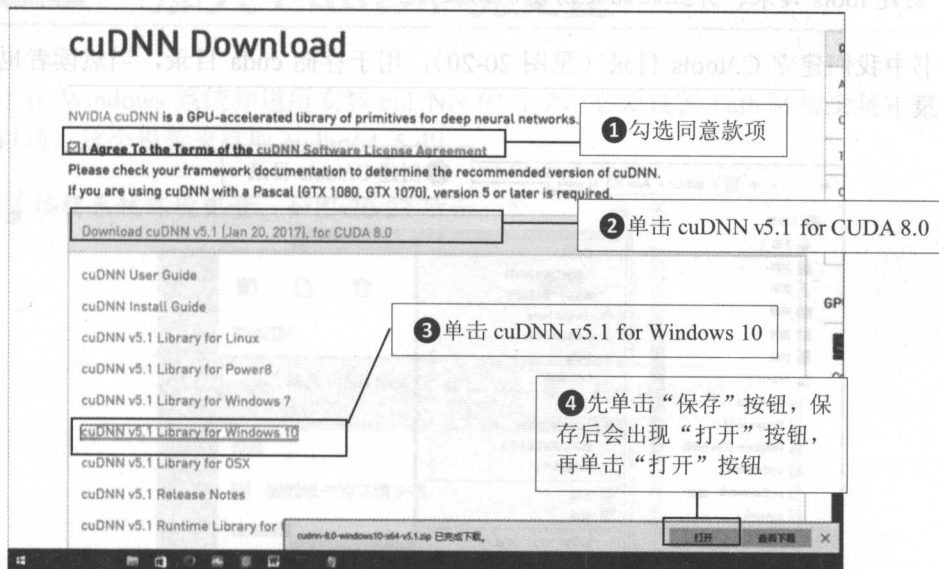 cuDNN Download
NVIDIA cuDNN is a GPU-accelerated library of primitives for deep neural networks.
❶勾选同意款项
☑ I Agree To the Terms of the cuDNN Software License Agreement
Please check your framework documentation to determine the recommended version of cuDNN.
If you are using cuDNN with a Pascal (GTX 1080, GTX 1070), version 5 or later is required.
❷单击 cuDNN v5.1 for CUDA 8.0
Download cuDNN v5.1 (Jan 20, 2017), for CUDA 8.0
cuDNN User Guide
cuDNN Install Guide
❸单击 cuDNN v5.1 for Windows 10
cuDNN v5.1 Library for Linux
cuDNN v5.1 Library for Power8
cuDNN v5.1 Library for Windows 7
❹先单击“保存”按钮，保
存后会出现“打开”按钮，
再单击“打开”按钮
cuDNN v5.1 Library for Windows 10
cuDNN v5.1 Library for OSX
cuDNN v5.1 Release Notes
cuDNN v5.1 Runtime Library for
cudnn-8.0-windows10-x64-v5.1.zip 已完成下载。
打开
查看下载
GPU